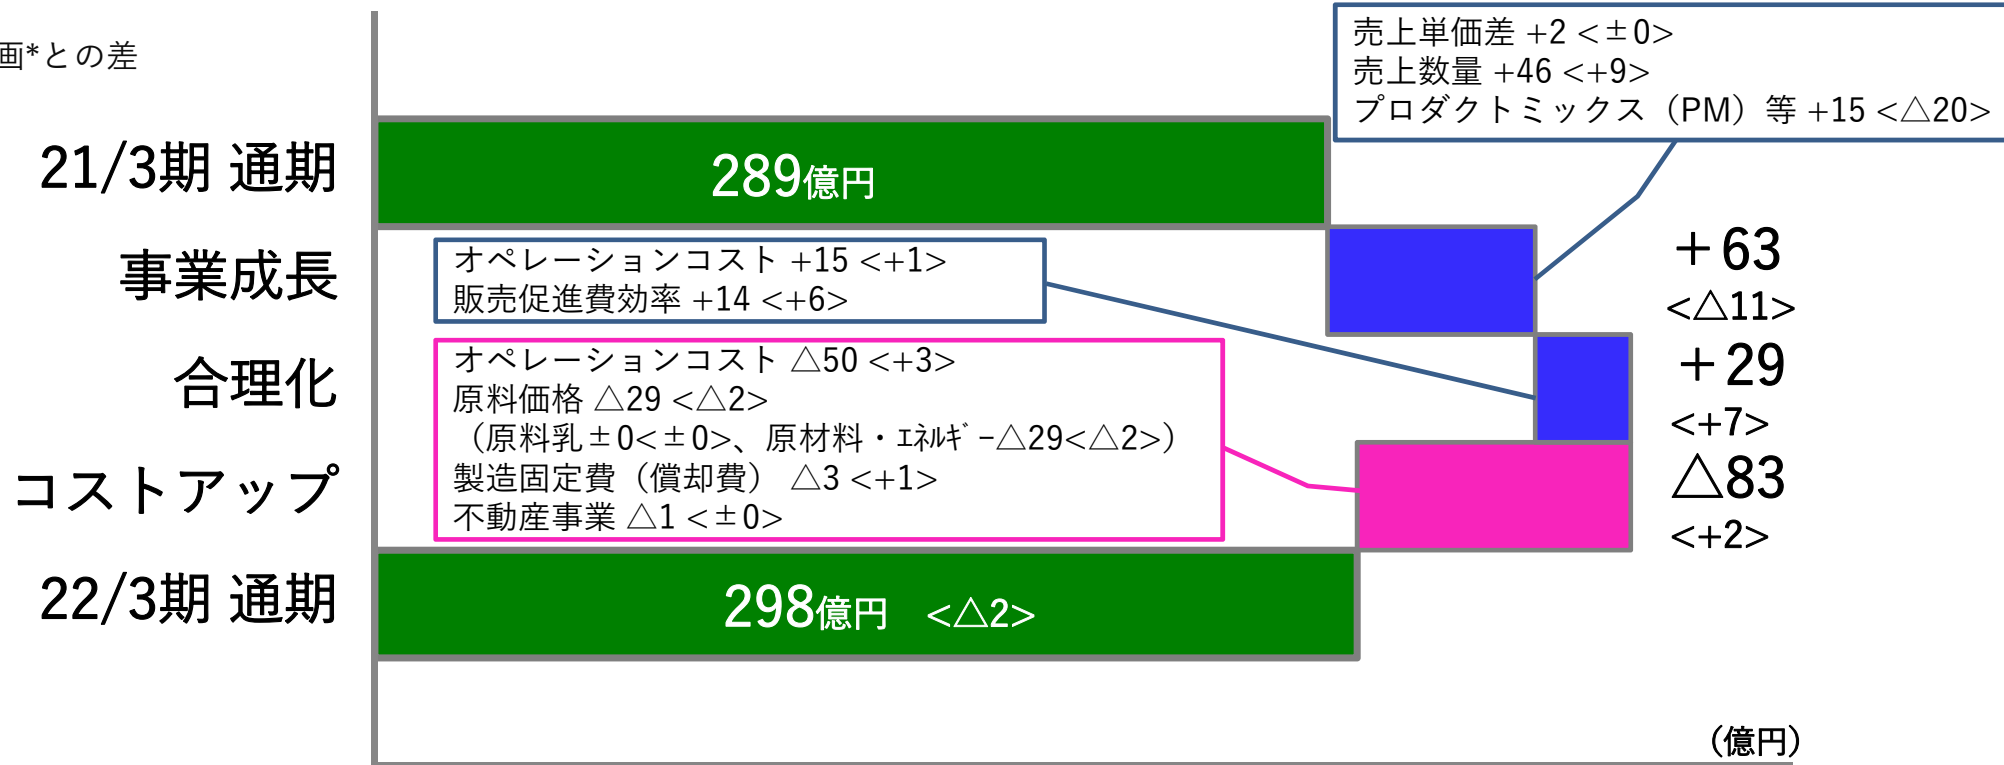 画*との差
売上単価差 +2 <±0>
売上数量 +46 <+9>
プロダクトミックス（PM）等 +15 <△20>
21/3期 通期
289億円
事業成長
オペレーションコスト +15 <+1>
販売促進費効率 +14 <+6>
＋63
<△11>
合理化
＋29
<+7>
オペレーションコスト △50 <+3>
原料価格 △29 <△2>
（原料乳±0<±0>、原材料・ｴﾈﾙｷﾞｰ△29<△2>）
製造固定費（償却費） △3 <+1>
不動産事業 △1 <±0>
コストアップ
△83
<+2>
22/3期 通期
298億円 <△2>
（億円）